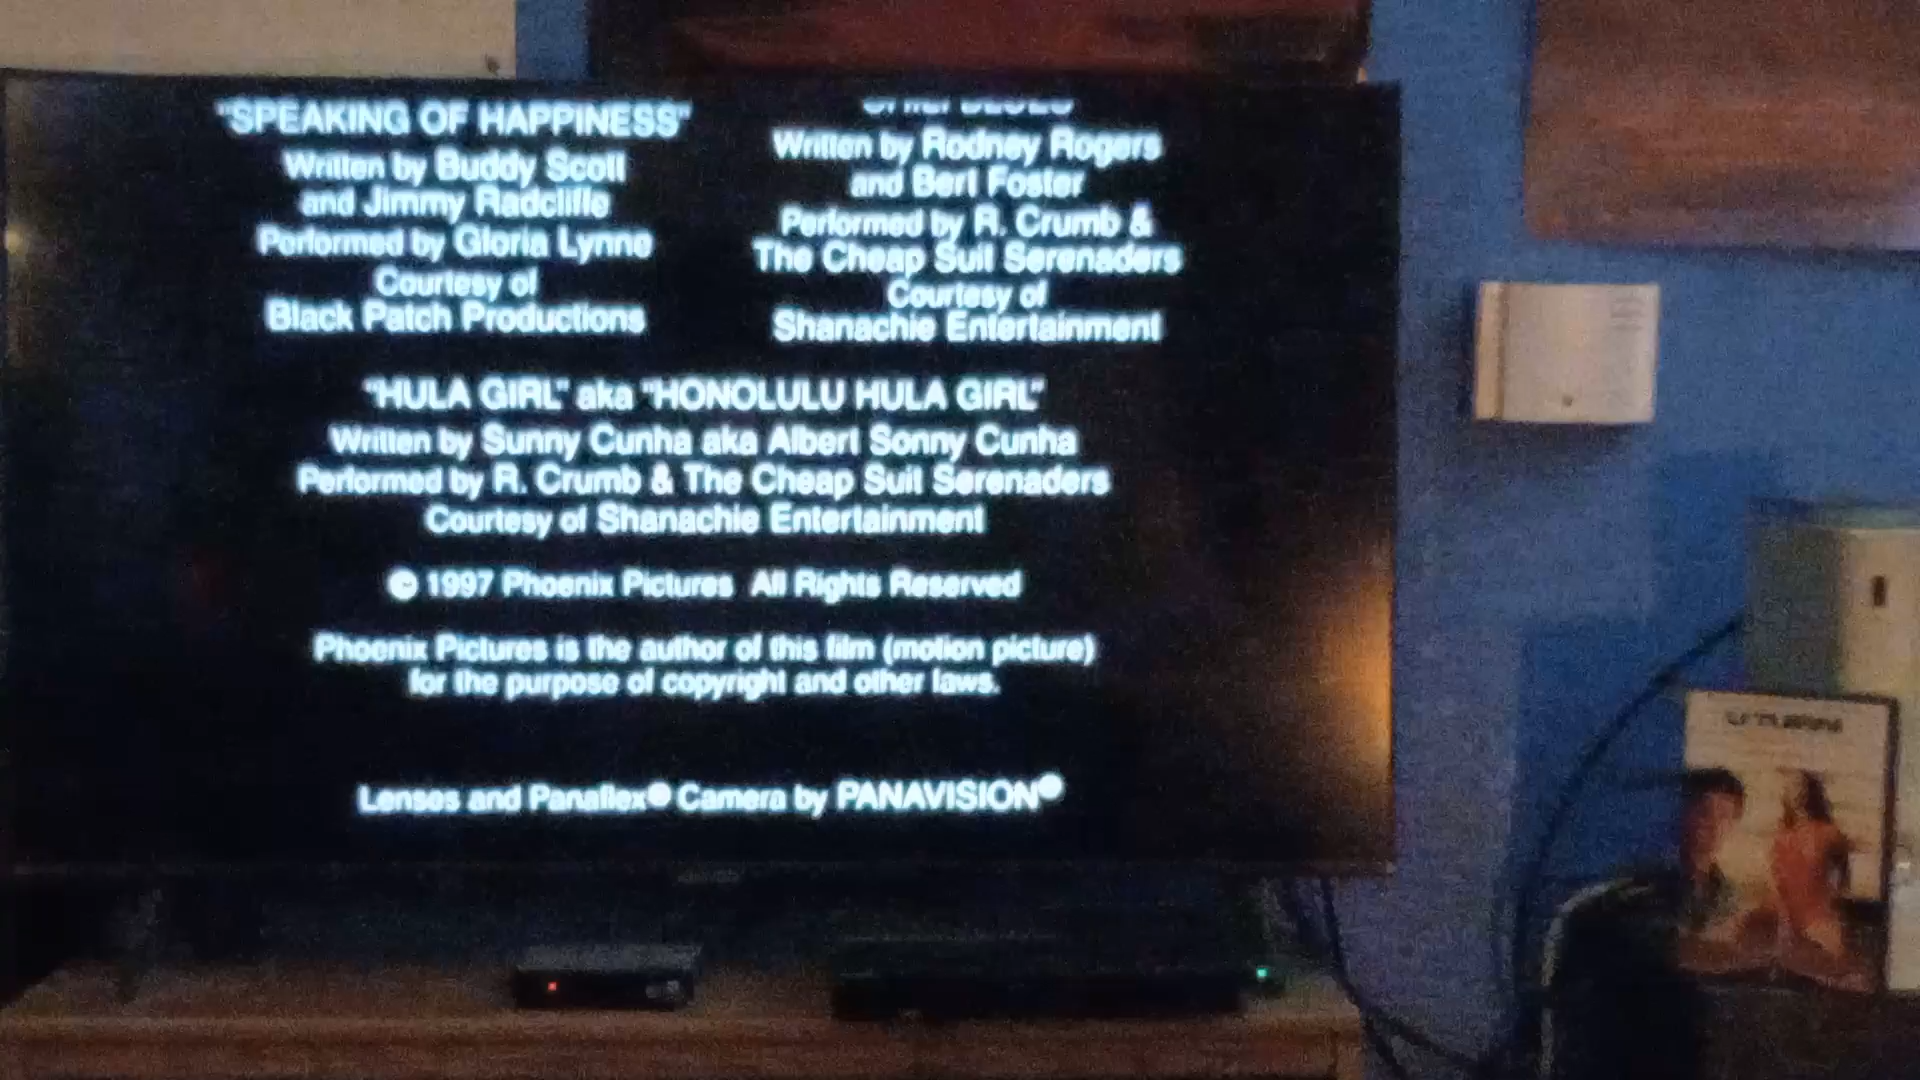 "SPEAKING OF HAPPINESS"
Written by Buddy Scott
and Jimmy Radcliffe
Performed by Gloria Lynne
Courtesy of
Black Patch Productions
Written by Rodney Rogers
and Bert Foster
Performed by R. Crumb &
The Cheap Suit Serenaders
Courtesy of
Shanachie Entertainment
"HULA GIRL" aka "HONOLULU HULA GIRL"
Written by Sunny Cunha aka Albert Sonny Cunha
Performed by R. Crumb & The Cheap Suit Serenaders
Courtesy of Shanachie Entertainment
© 1997 Phoenix Pictures All Rights Reserved
Phoenix Pictures is the author of this film (motion picture)
for the purpose of copyright and other laws.
Lenses and Panaflex® Camera by PANAVISION®